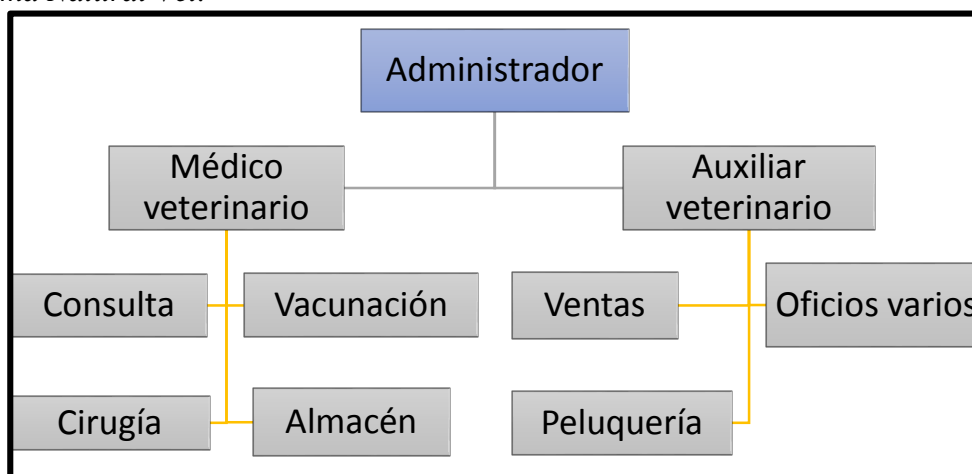 Administrador
Médico
veterinario
Auxiliar
veterinario
Consulta
Vacunación
Ventas
Oficios varios
Cirugía
Almacén
Peluquería